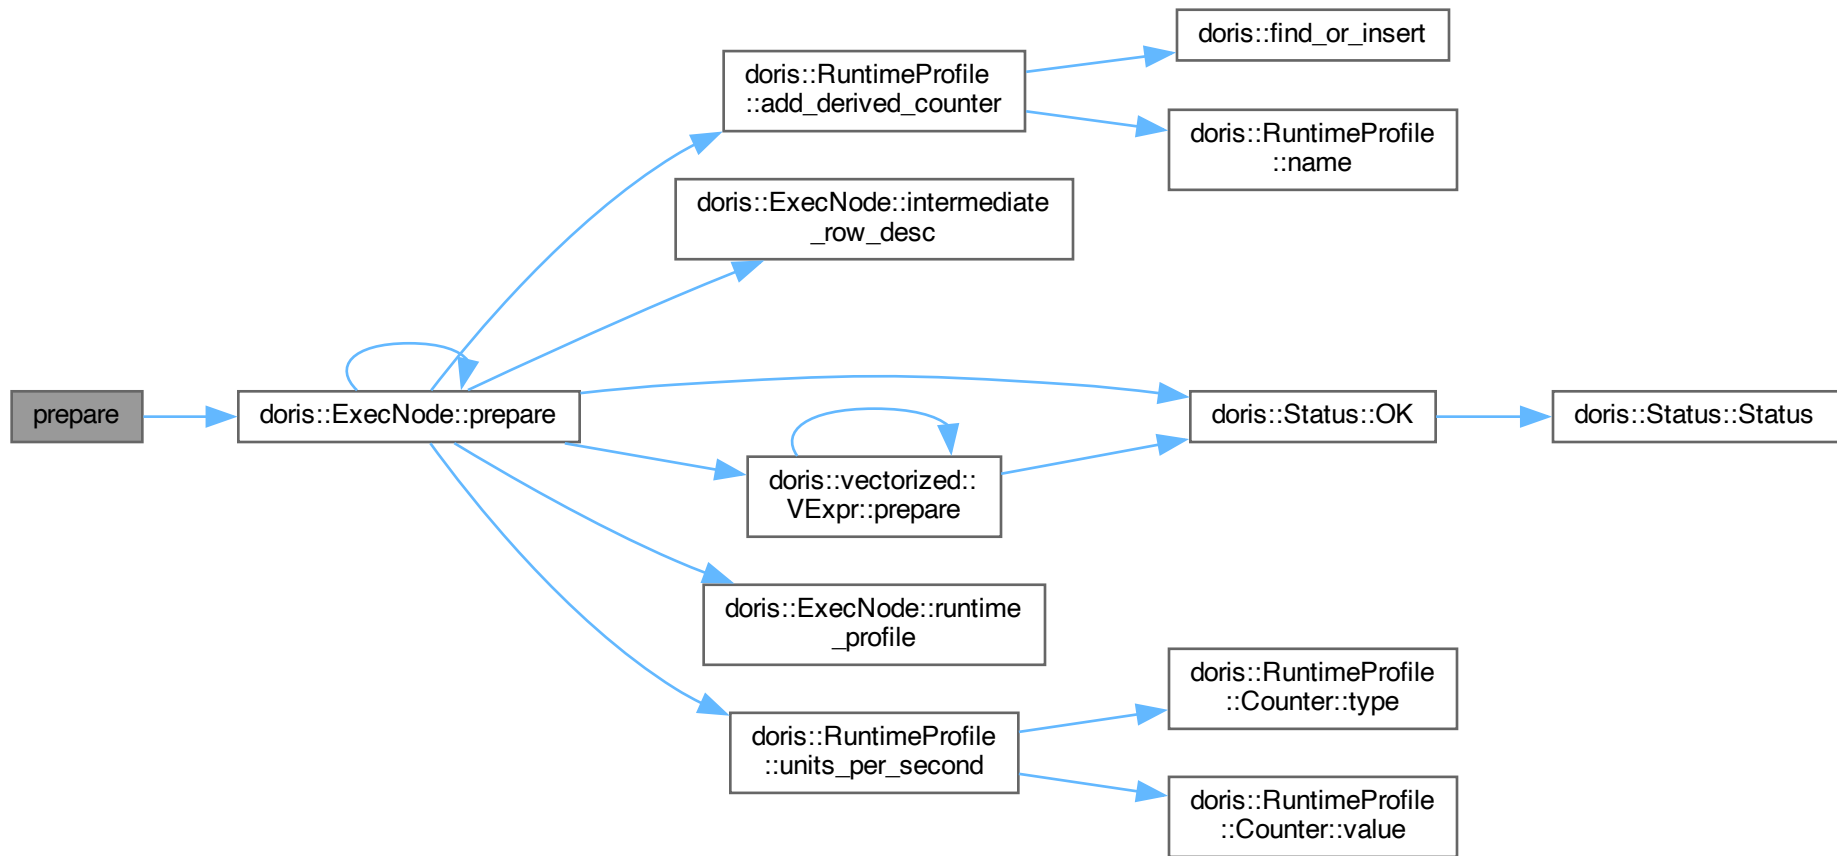 prepare
doris::ExecNode::prepare
doris::RuntimeProfile
::add_derived_counter
doris::find_or_insert
doris::RuntimeProfile
::name
doris::ExecNode::intermediate
_row_desc
doris::Status::OK
doris::Status::Status
doris::vectorized::
VExpr::prepare
doris::ExecNode::runtime
_profile
doris::RuntimeProfile
::units_per_second
doris::RuntimeProfile
::Counter::type
doris::RuntimeProfile
::Counter::value